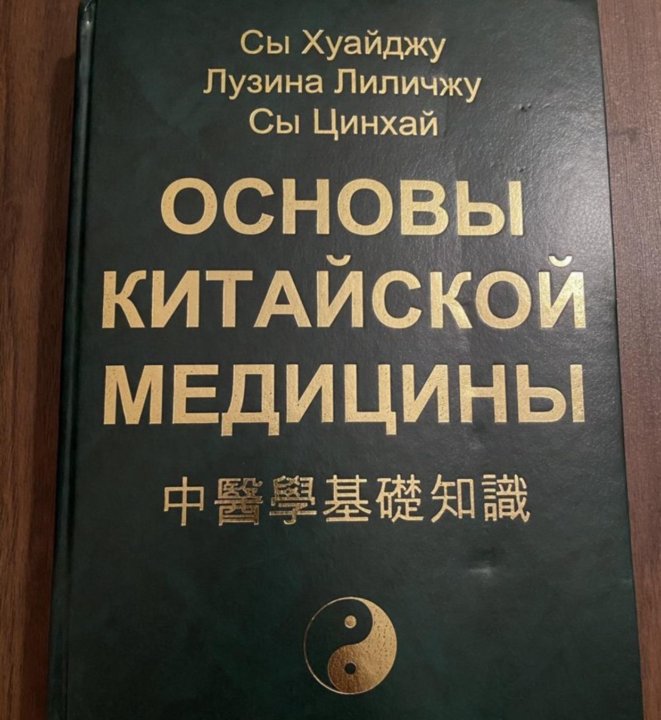 Сы Хуайджу
Лузина Лиличжу
Сы Цинхай
ОСНОВЫ
КИТАЙСКОЙ
МЕДИЦИНЫ
中醫學基礎知識